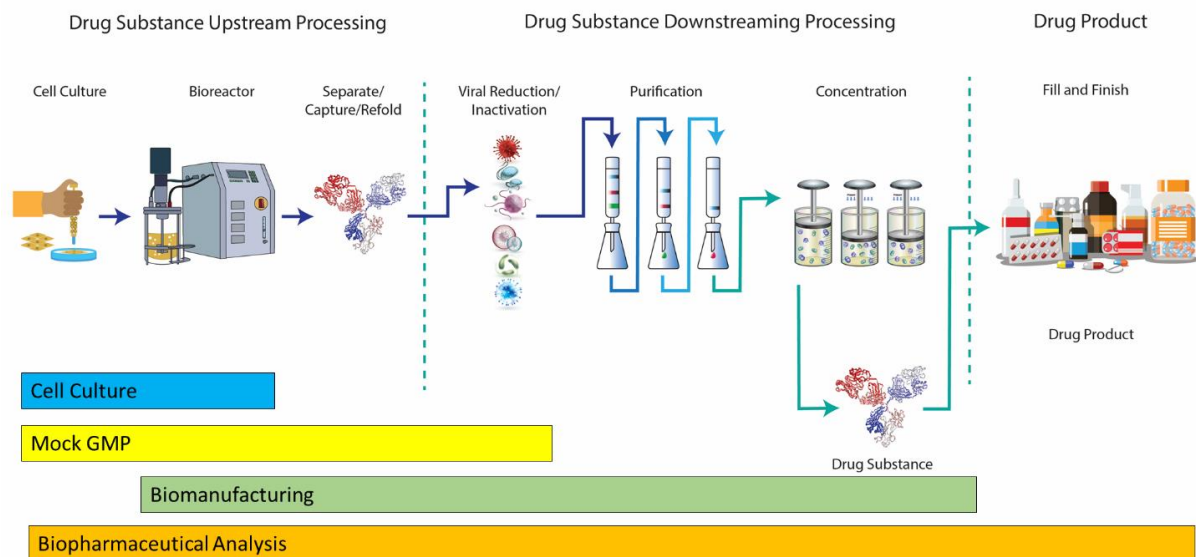 Drug Substance Upstream Processing
Drug Substance Downstreaming Processing
Drug Product
Cell Culture
Bioreactor
Separate/
Capture/Refold
Viral Reduction/
Inactivation
Purification
Concentration
Fill and Finish
Drug Product
Drug Substance
Cell Culture
Mock GMP
Biomanufacturing
Biopharmaceutical Analysis